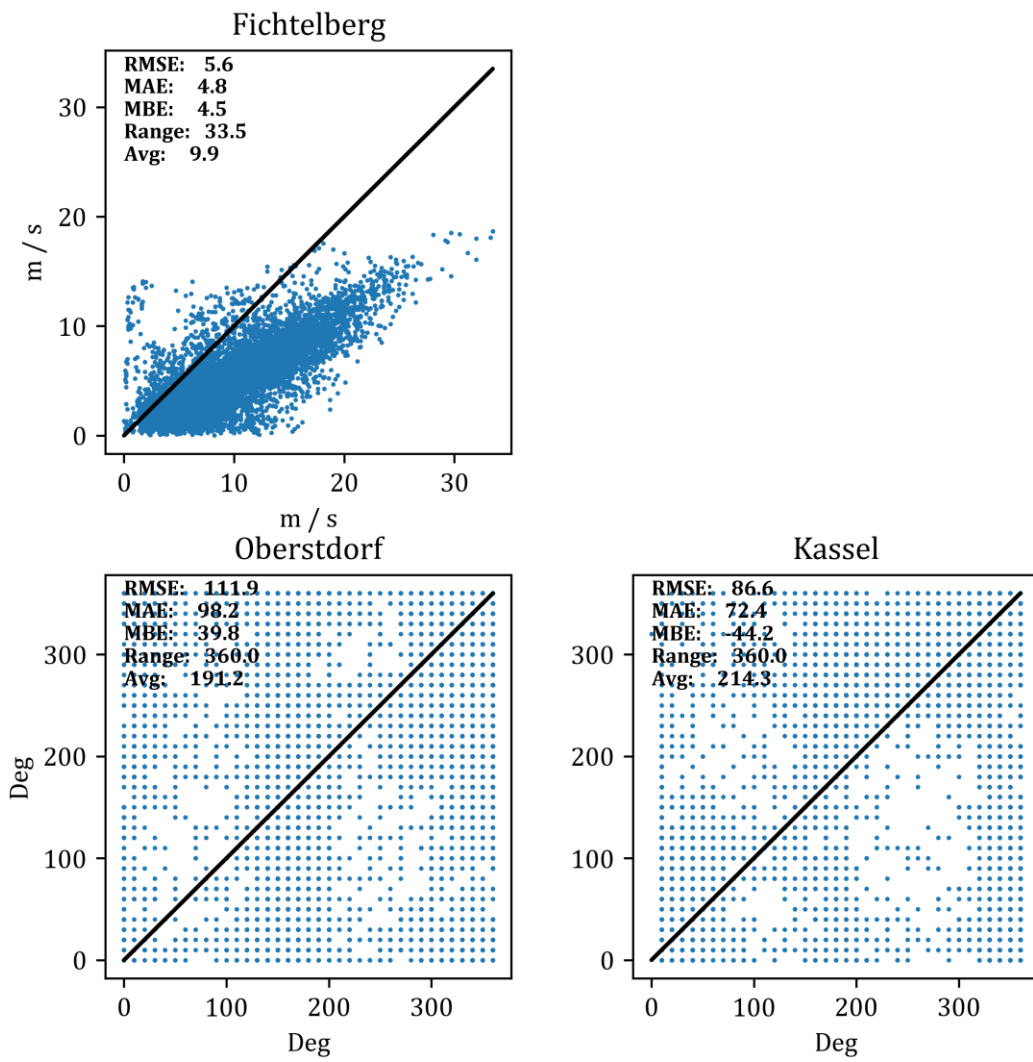 Fichtelberg
RMSE: 5.6
MAE: 4.8
MBE: 4.5
Range: 33.5
Avg: 9.9
30
20
10
0
m / s
0 10 20 30
m / s
Oberstdorf
RMSE: 111.9
MAE: 98.2
MBE: 39.8
Range: 360.0
Avg: 191.2
300
200
100
0
Deg
0 100 200 300
Deg
Kassel
RMSE: 86.6
MAE: 72.4
MBE: -44.2
Range: 360.0
Avg: 214.3
300
200
100
0
0 100 200 300
Deg